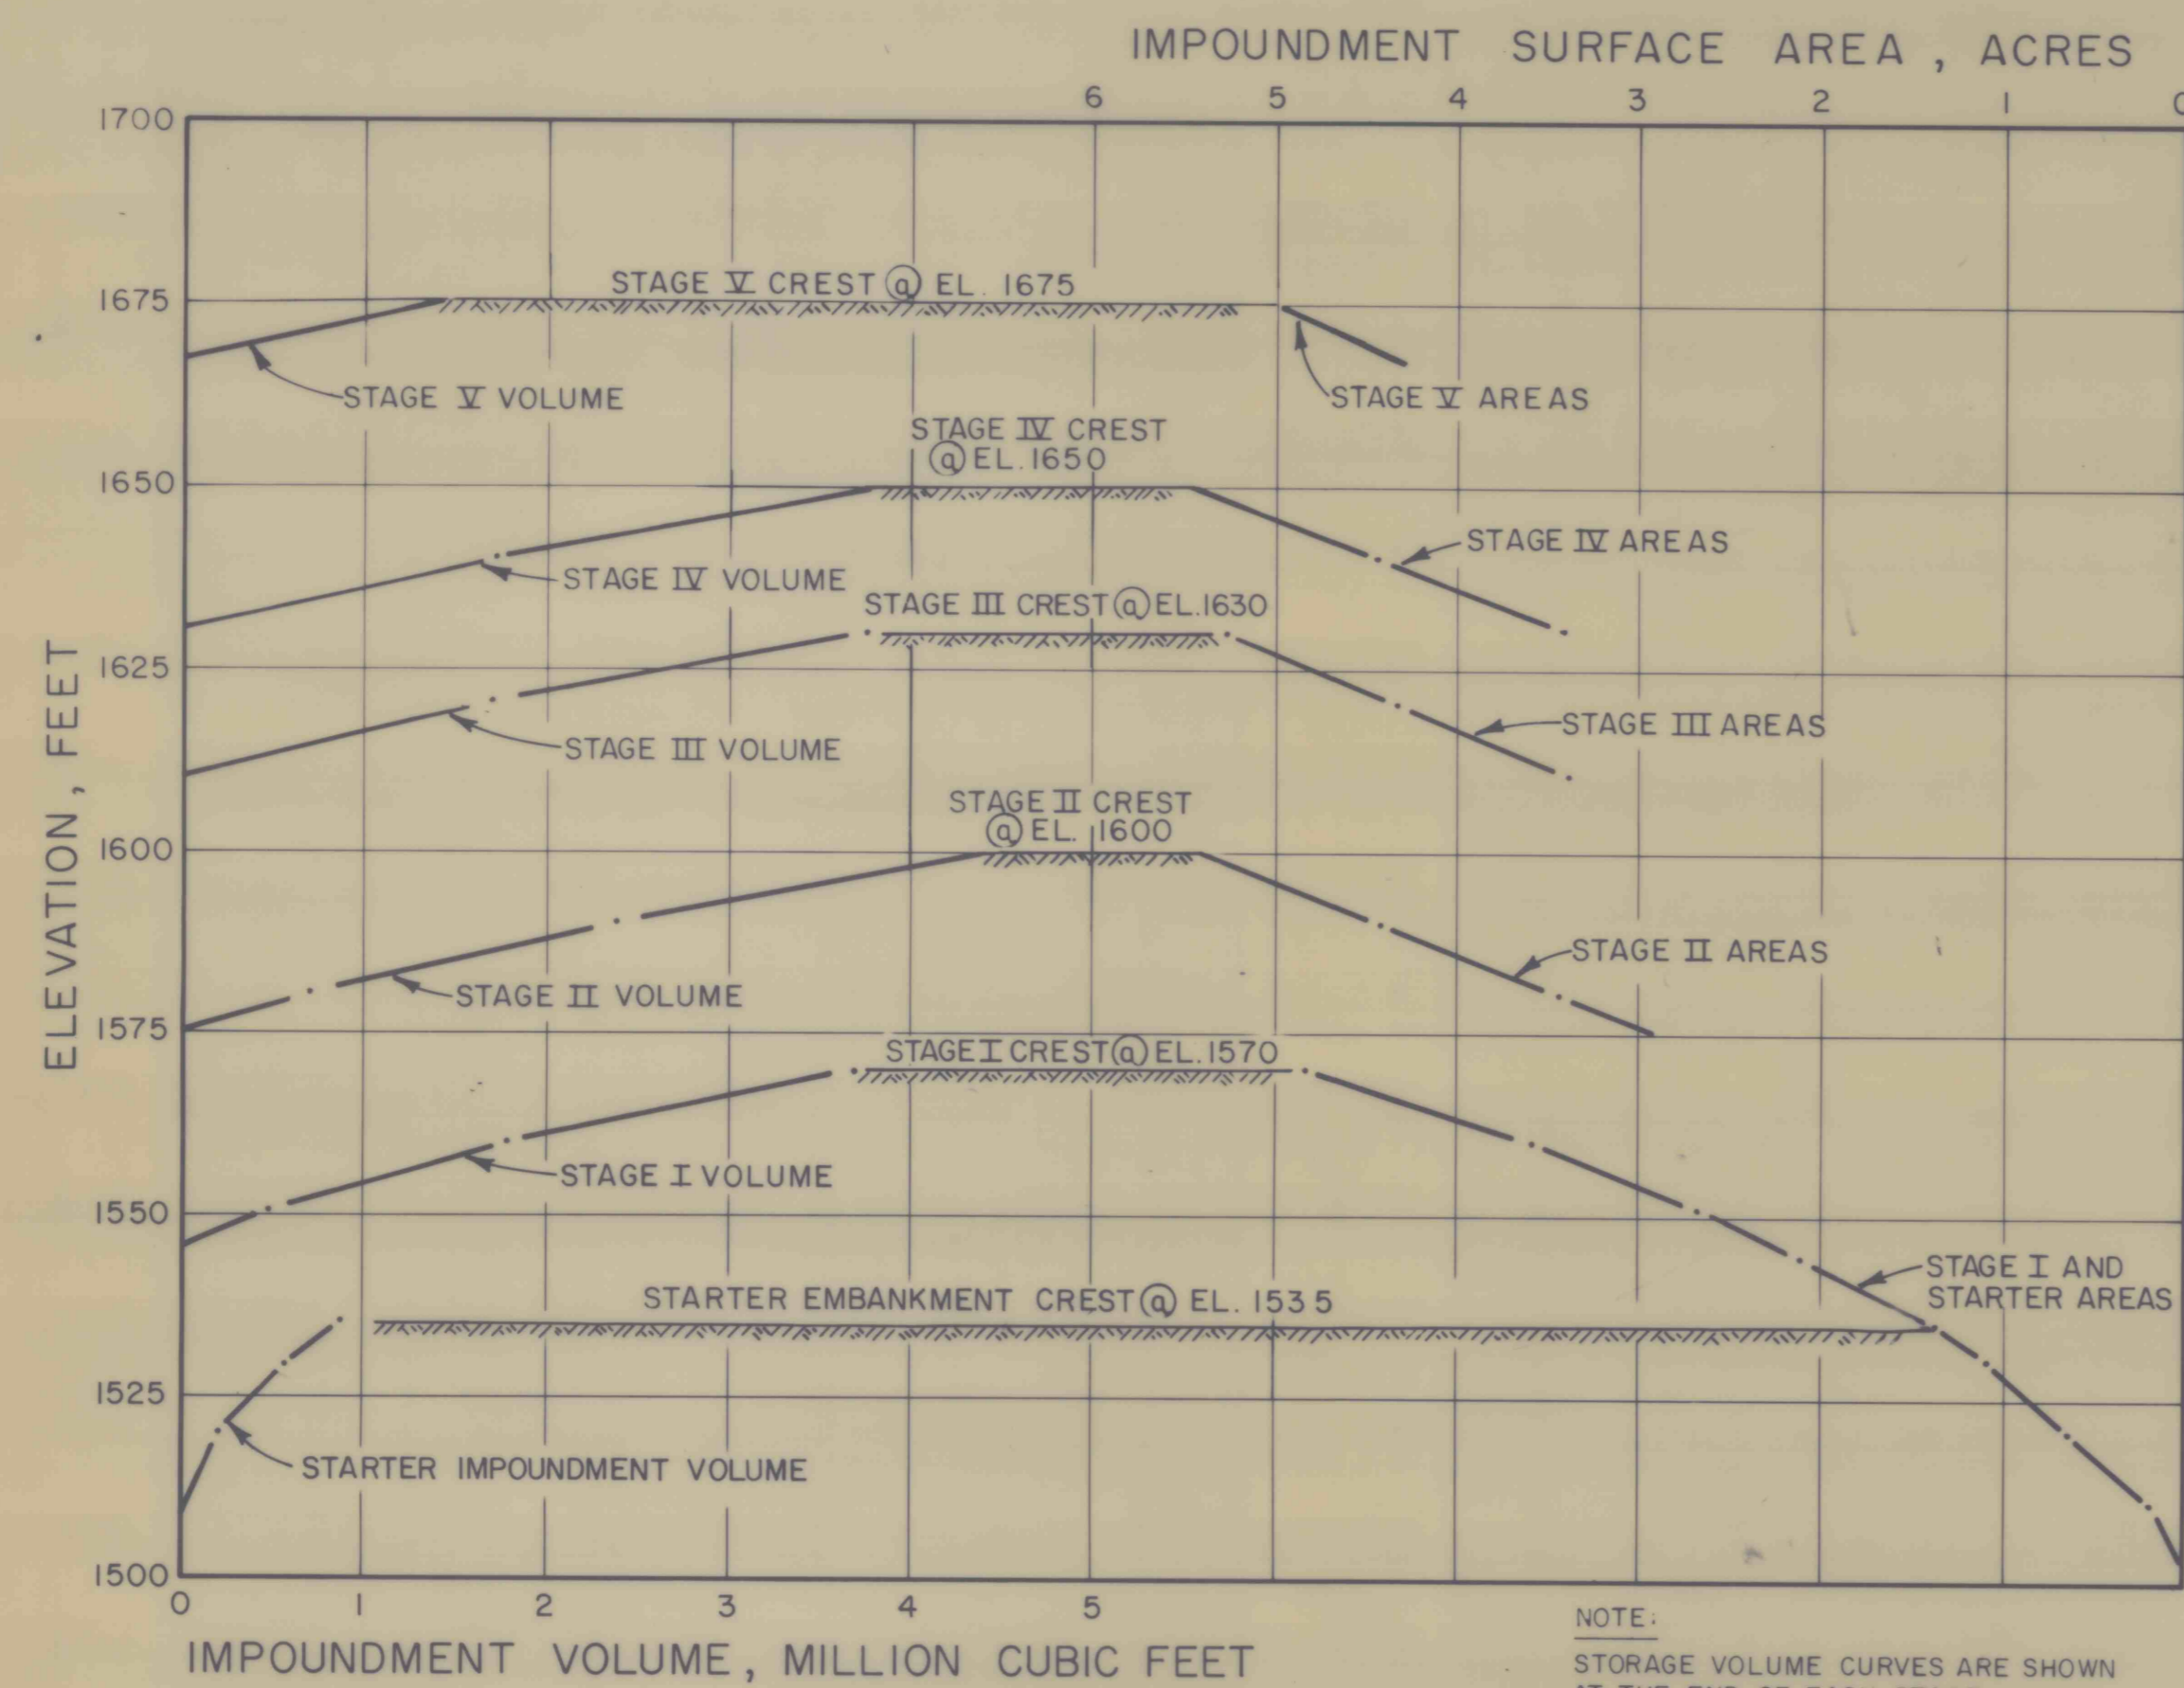 IMPOUNDMENT SURFACE AREA, ACRES
6 5 4 3 2 1
1700
STAGE V CREST @ EL. 1675
1675
STAGE V VOLUME
STAGE V AREAS
STAGE IV CREST
@ EL. 1650
1650
STAGE IV AREAS
STAGE IV VOLUME
STAGE III CREST @ EL. 1630
ELEVATION, FEET
1625
STAGE III AREAS
STAGE III VOLUME
STAGE II CREST
@ EL. 1600
1600
STAGE II AREAS
STAGE II VOLUME
1575
STAGE I CREST @ EL. 1570
STAGE I VOLUME
1550
STAGE I AND
STARTER AREAS
STARTER EMBANKMENT CREST @ EL. 1535
1525
STARTER IMPOUNDMENT VOLUME
1500
0 1 2 3 4 5
IMPOUNDMENT VOLUME, MILLION CUBIC FEET
NOTE:
STORAGE VOLUME CURVES ARE SHOWN